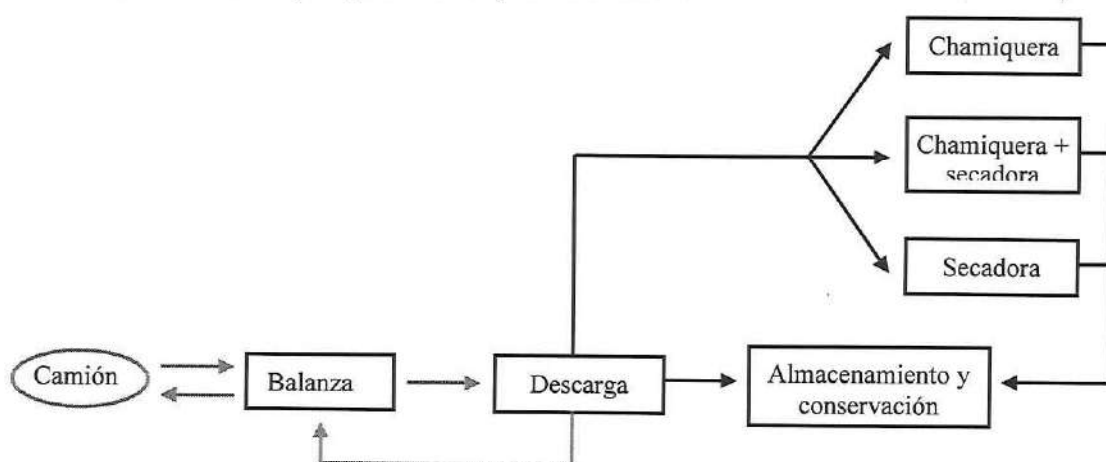 Chamiquera
Chamiquera +
secadora
Secadora
Camión
Balanza
Descarga
Almacenamiento y
conservación